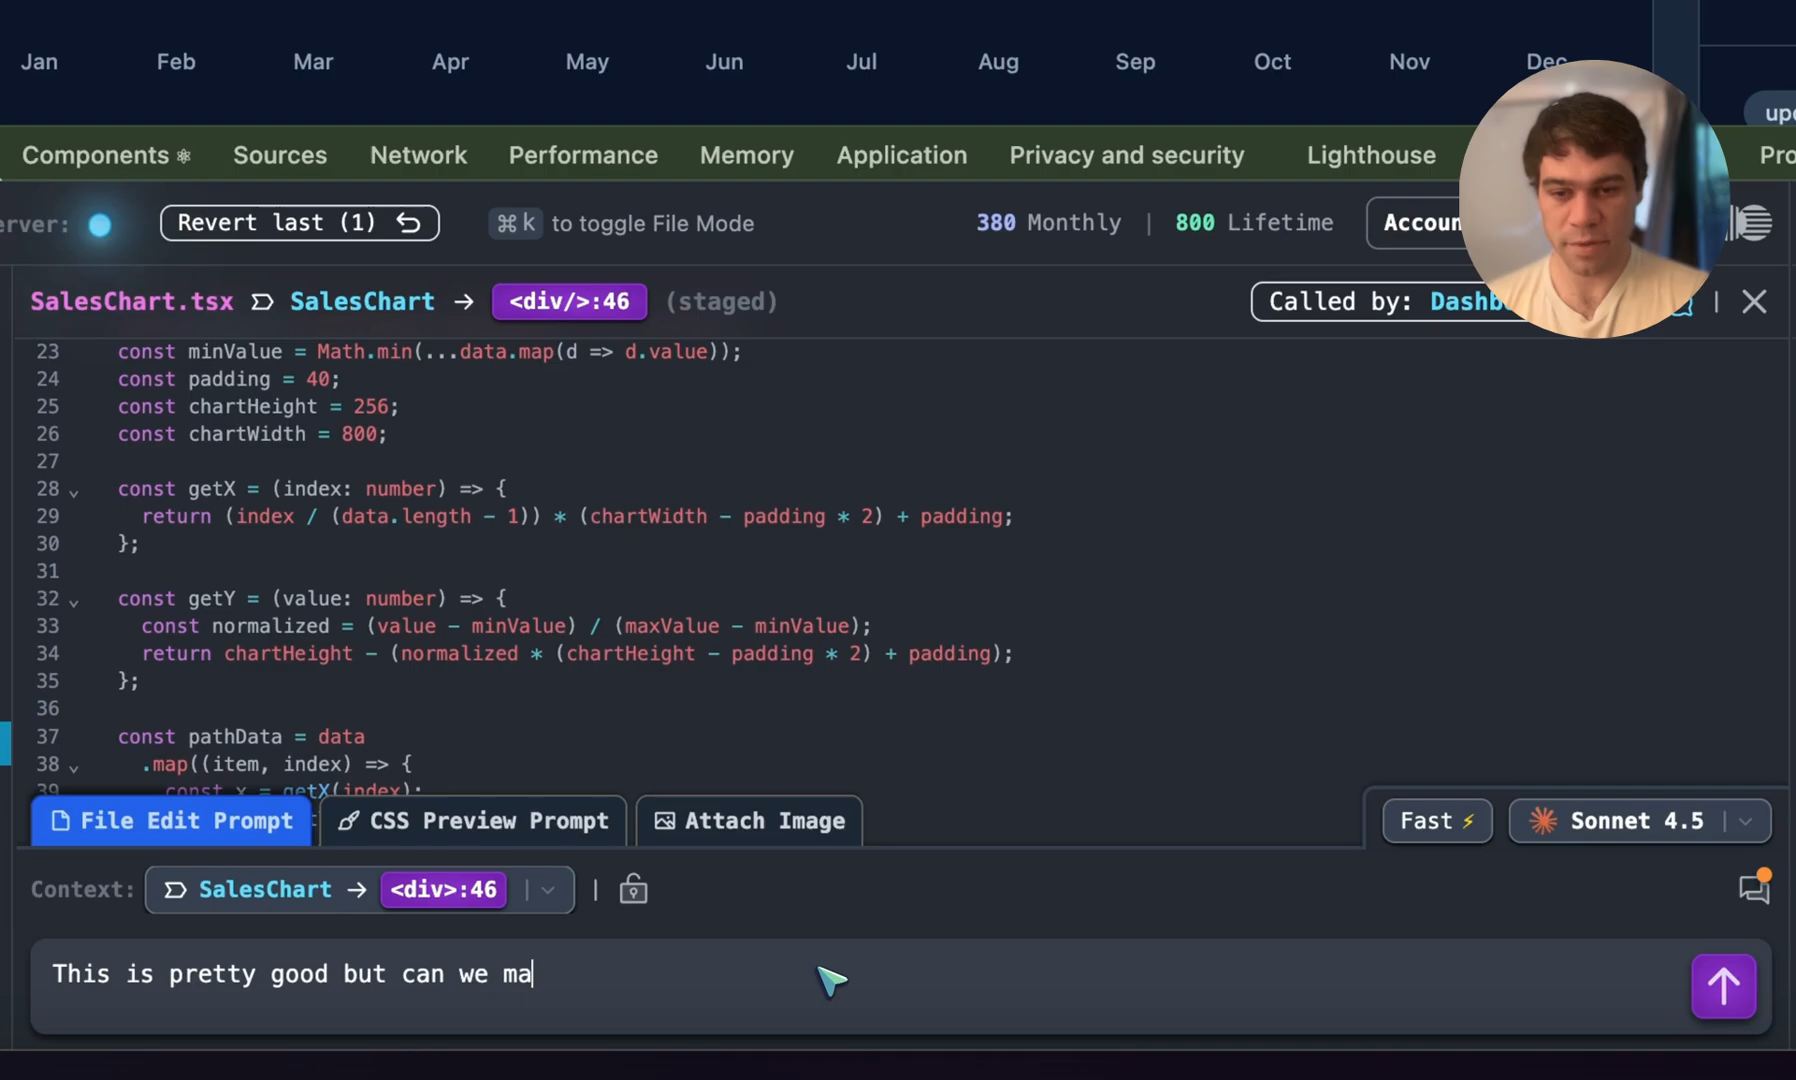 Jan Feb Mar Apr May Jun Jul Aug Sep Oct Nov Dec
Components Sources Network Performance Memory Application Privacy and security Lighthouse
erver: Revert last (1) ⌘ k to toggle File Mode 380 Monthly | 800 Lifetime
SalesChart.tsx SalesChart → <div/>:46 (staged) Called by:
23 const minValue = Math.min(...data.map(d => d.value));
24 const padding = 40;
25 const chartHeight = 256;
26 const chartWidth = 800;
27
28 const getX = (index: number) => {
29 return (index / (data.length - 1)) * (chartWidth - padding * 2) + padding;
30 };
31
32 const getY = (value: number) => {
33 const normalized = (value - minValue) / (maxValue - minValue);
34 return chartHeight - (normalized * (chartHeight - padding * 2) + padding);
35 };
36
37 const pathData = data
38 .map((item, index) => {
39 const x = getX(index);
File Edit Prompt CSS Preview Prompt Attach Image Fast Sonnet 4.5
Context: SalesChart → <div>:46
This is pretty good but can we ma